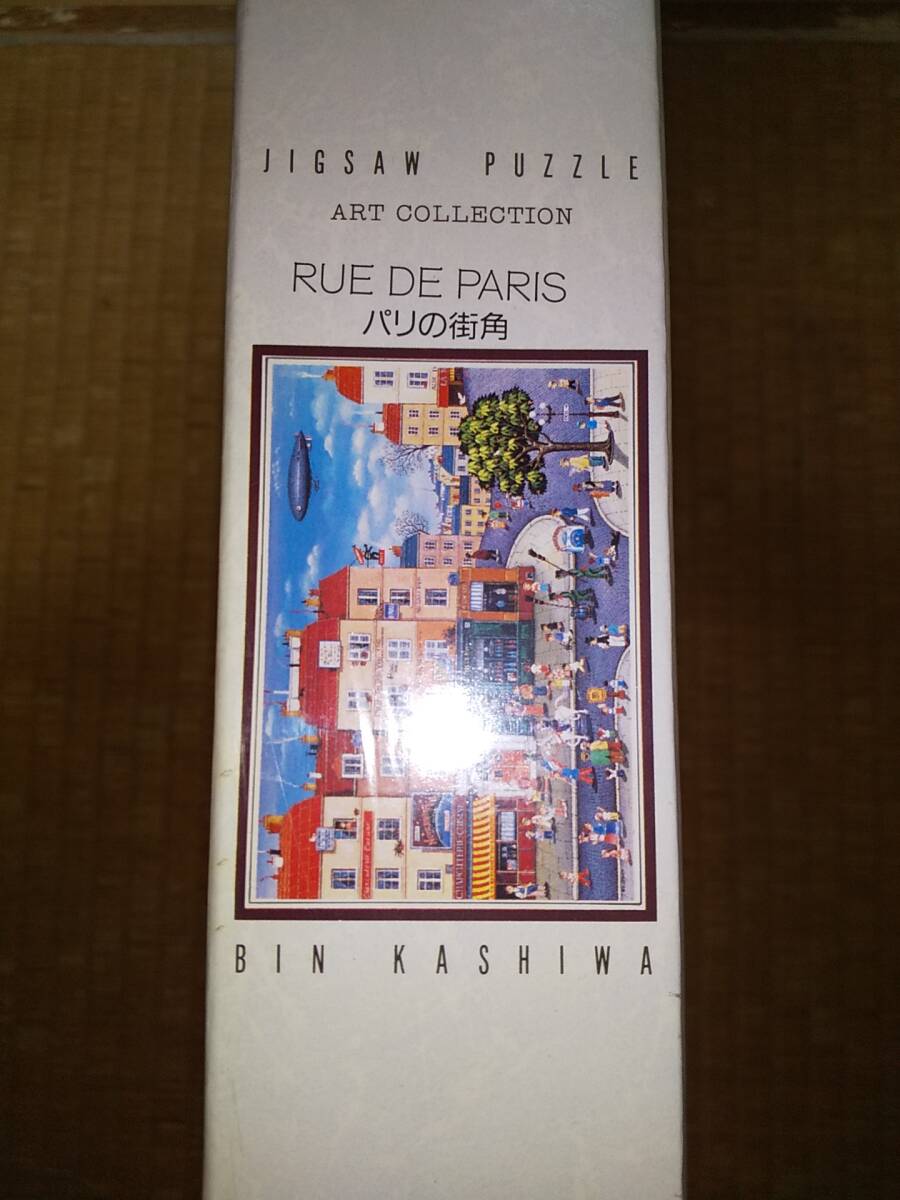 JIGSAW PUZZLE
ART COLLECTION
RUE DE PARIS
パリの街角
BIN KASHIWA